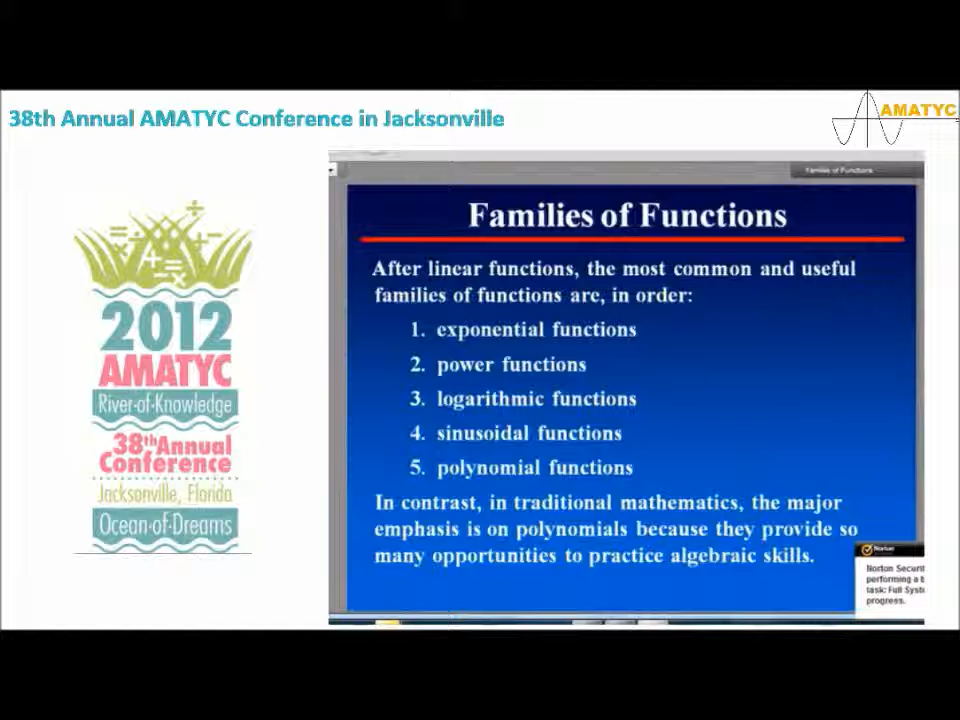 38th Annual AMATYC Conference in Jacksonville
AMATYC
2012
AMATYC
River-of-Knowledge
38th Annual
Conference
Jacksonville, Florida
Ocean-of-Dreams
Families of Functions
Families of Functions
After linear functions, the most common and useful
families of functions are, in order:
1. exponential functions
2. power functions
3. logarithmic functions
4. sinusoidal functions
5. polynomial functions
In contrast, in traditional mathematics, the major
emphasis is on polynomials because they provide so
many opportunities to practice algebraic skills.
Norton
Norton Securit
performing a b
task: Full Syst
progress.